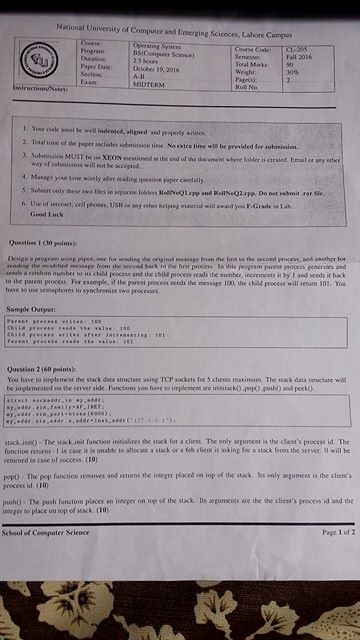 National University of Computer and Emerging Sciences, Lahore Campus
Course: Operating System Course Code: CL-205
Program: BS(Computer Science) Semester: Fall 2016
Duration: 2.5 hours Total Marks: 90
Paper Date: October 19, 2016 Weight: 30%
Section: A-B Page(s): 2
Exam: MIDTERM Roll No.
Instructions/Notes:
1. Your code must be well indented, aligned and properly written.
2. Total time of the paper includes submission time. No extra time will be provided for submission.
3. Submission MUST be on XEON mentioned at the end of the document where folder is created. Email or any other
way of submission will not be accepted.
4. Manage your time wisely after reading question paper carefully.
5. Submit only these two files in separate folders RollNoQ1.cpp and RollNoQ2.cpp. Do not submit .rar file.
6. Use of internet, cell phones, USB or any other helping material will award you F-Grade in Lab.
Good Luck
Question 1 (30 points):
Design a program using pipes, one for sending the original message from the first to the second process, and another for
sending the modified message from the second back to the first process. In this program parent process generates and
sends a random number to its child process and the child process reads the number, increments it by 1 and sends it back
to the parent process. For example, if the parent process sends the message 100, the child process will return 101. You
have to use semaphores to synchronize two processes.
Sample Output:
Parent process writes: 100
Child process reads the value: 100
Child process writes after incrementing: 101
Parent process reads the value: 101
Question 2 (60 points):
You have to implement the stack data structure using TCP sockets for 5 clients maximum. The stack data structure will
be implemented on the server side. Functions you have to implement are initstack() ,pop() ,push() and peek().
struct sockaddr_in my_addr;
my_addr.sin_family=AF_INET;
my_addr.sin_port=htons(6000);
my_addr.sin_addr.s_addr=inet_addr("127.0.0.1");
stack_init() - The stack_init function initializes the stack for a client. The only argument is the client's process id. The
function returns -1 in case it is unable to allocate a stack or a 6th client is asking for a stack from the server. 0 will be
returned in case of success. (10)
pop() - The pop function removes and returns the integer placed on top of the stack. Its only argument is the client's
process id. (10)
push() - The push function places an integer on top of the stack. Its arguments are the the client's process id and the
integer to place on top of stack. (10)
School of Computer Science Page 1 of 2